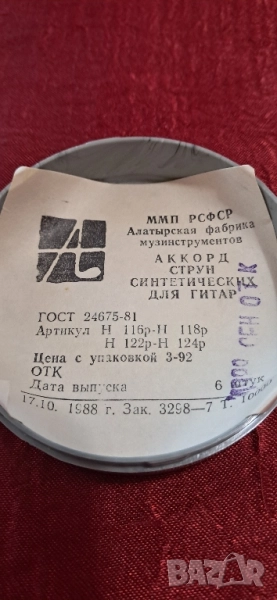 ММП РСФСР
Алатырская фабрика
музинструментов
АККОРД
СТРУН
СИНТЕТИЧЕСКИХ
ДЛЯ ГИТАР
ГОСТ 24675-81
Артикул Н 116р-Н 118р
Н 122р-Н 124р
Цена с упаковкой 3-92
ОТК
Дата выпуска 6
17.10. 1988 г. Зак. 3298—7 Т.
BAZAR